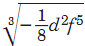 ∛(-1/8 d²f⁵)